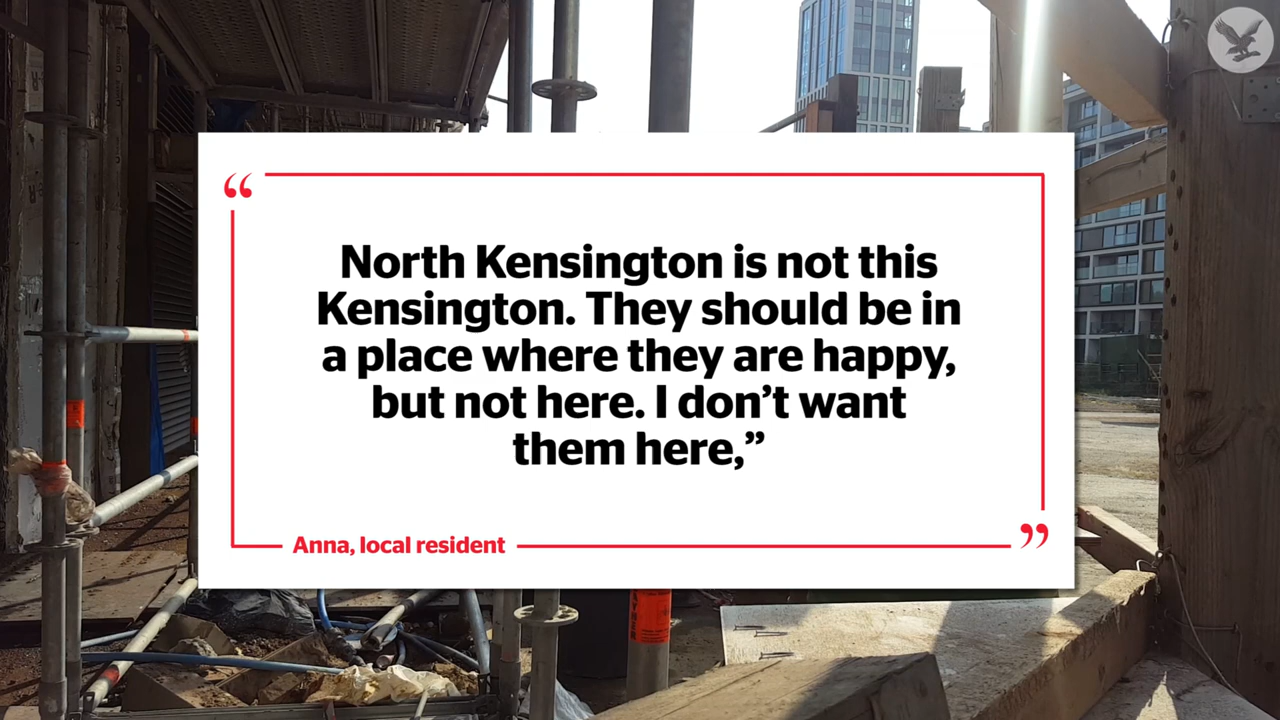 “
North Kensington is not this
Kensington. They should be in
a place where they are happy,
but not here. I don’t want
them here,”
Anna, local resident
”